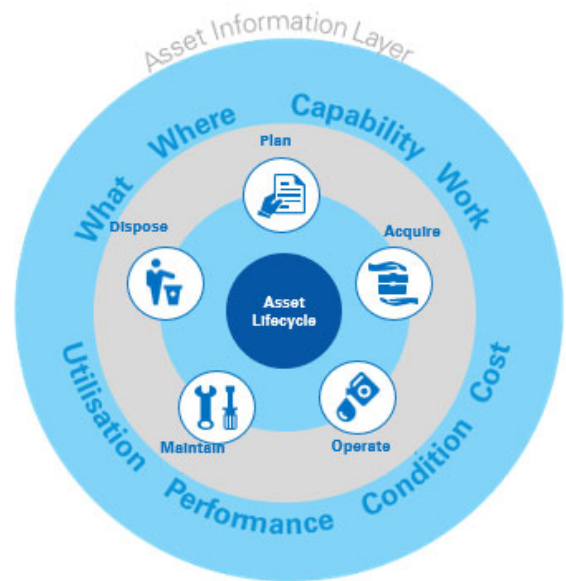 Asset Information Layer
What
Where
Capability
Work
Cost
Condition
Performance
Utilisation
Plan
Acquire
Operate
Maintain
Dispose
Asset
Lifecycle